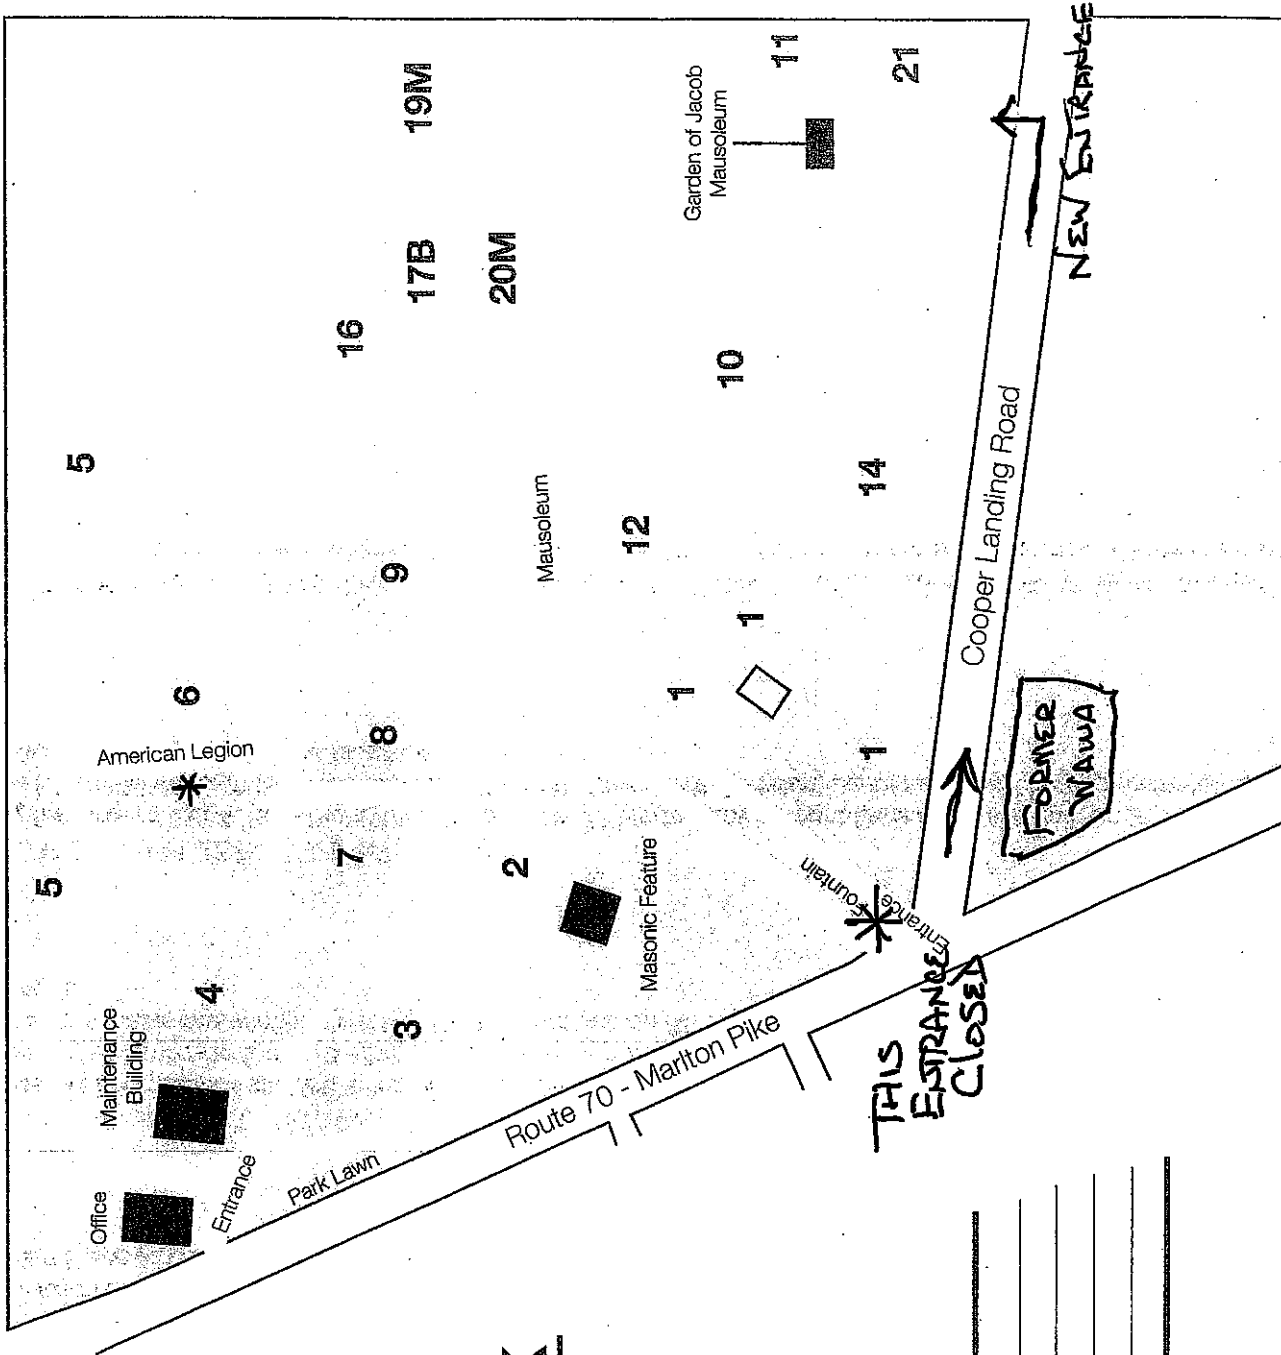 19M
11
21
Garden of Jacob
Mausoleum
17B
20M
16
10
5
14
Mausoleum
12
9
1
1
6
American Legion
8
1
7
5
2
Masonic Feature
Fountain
Entrance
4
3
Maintenance
Building
Office
Entrance
Park Lawn
Route 70 - Marlton Pike
Cooper Landing Road
NEW ENTRANCE
FORMER
WAWA
THIS
ENTRANCE
CLOSED